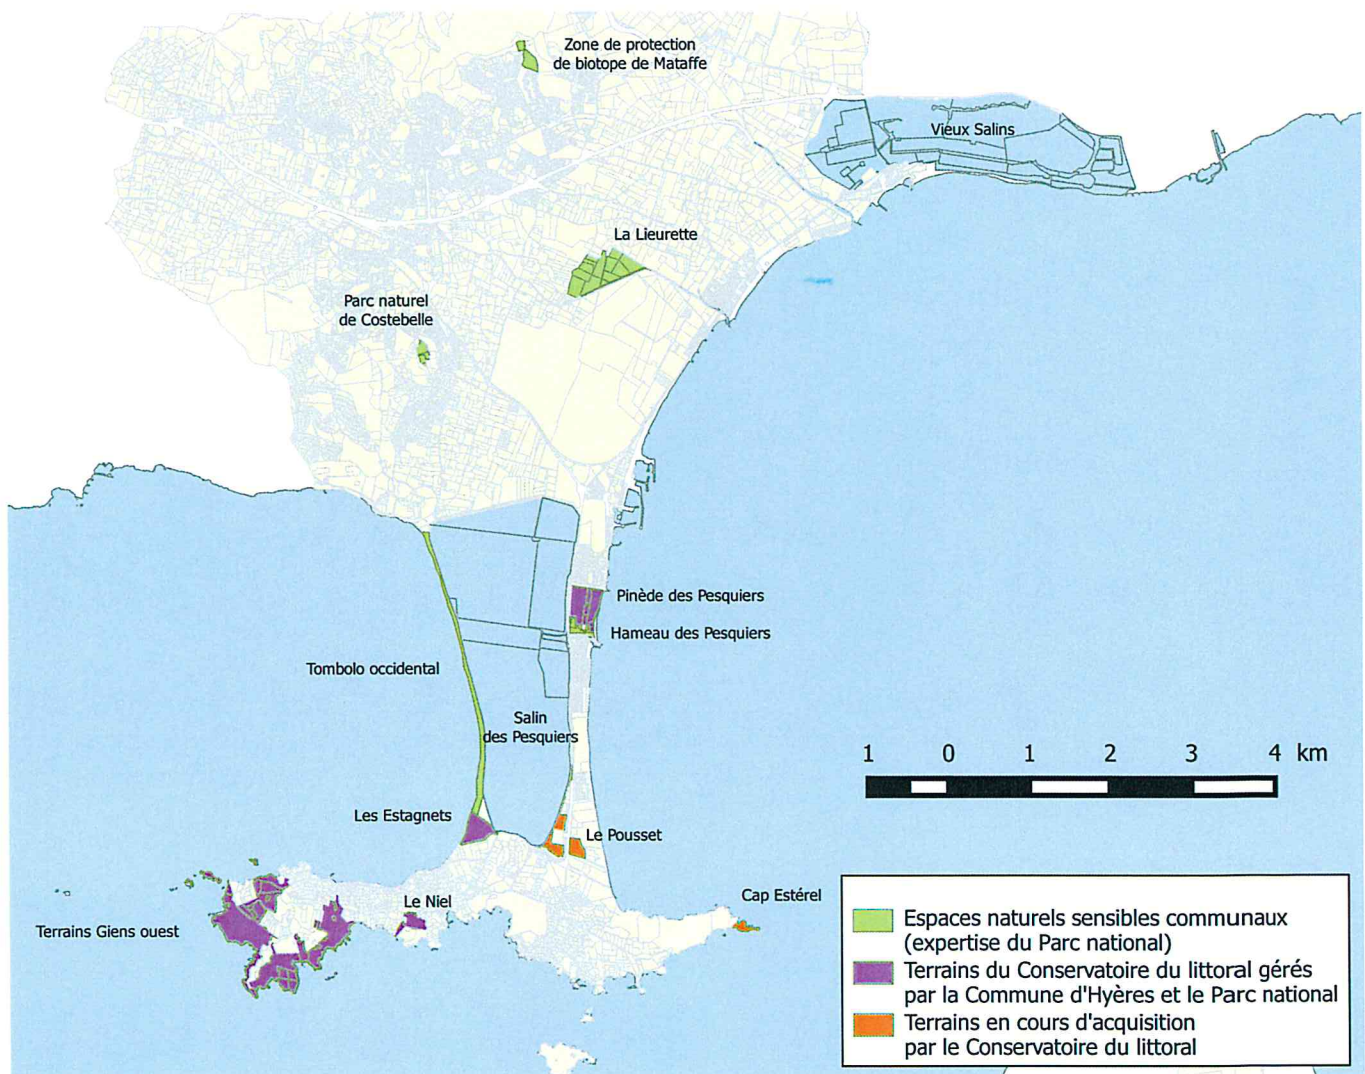 Zone de protection
de biotope de Mataffe
Vieux Salins
La Lieurette
Parc naturel
de Costebelle
Pinède des Pesquiers
Hameau des Pesquiers
Tombolo occidental
Salin
des Pesquiers
1 0 1 2 3 4 km
Les Estagnets
Le Pousset
Cap Estérel
Le Niel
Terrains Giens ouest
Espaces naturels sensibles communaux
(expertise du Parc national)
Terrains du Conservatoire du littoral gérés
par la Commune d'Hyères et le Parc national
Terrains en cours d'acquisition
par le Conservatoire du littoral